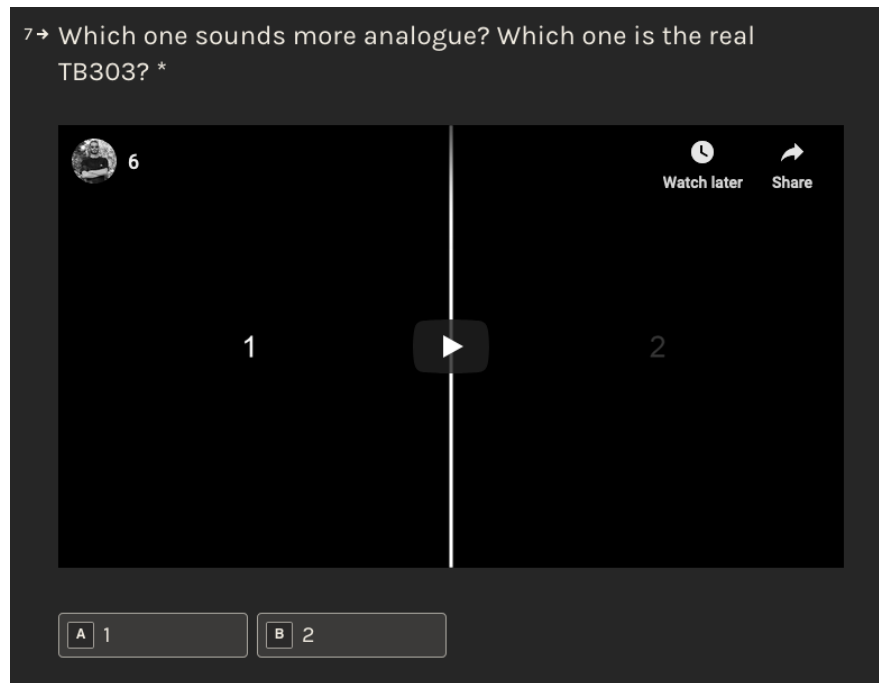 7→ Which one sounds more analogue? Which one is the real
TB303? *
6
Watch later
Share
1
2
A 1
B 2